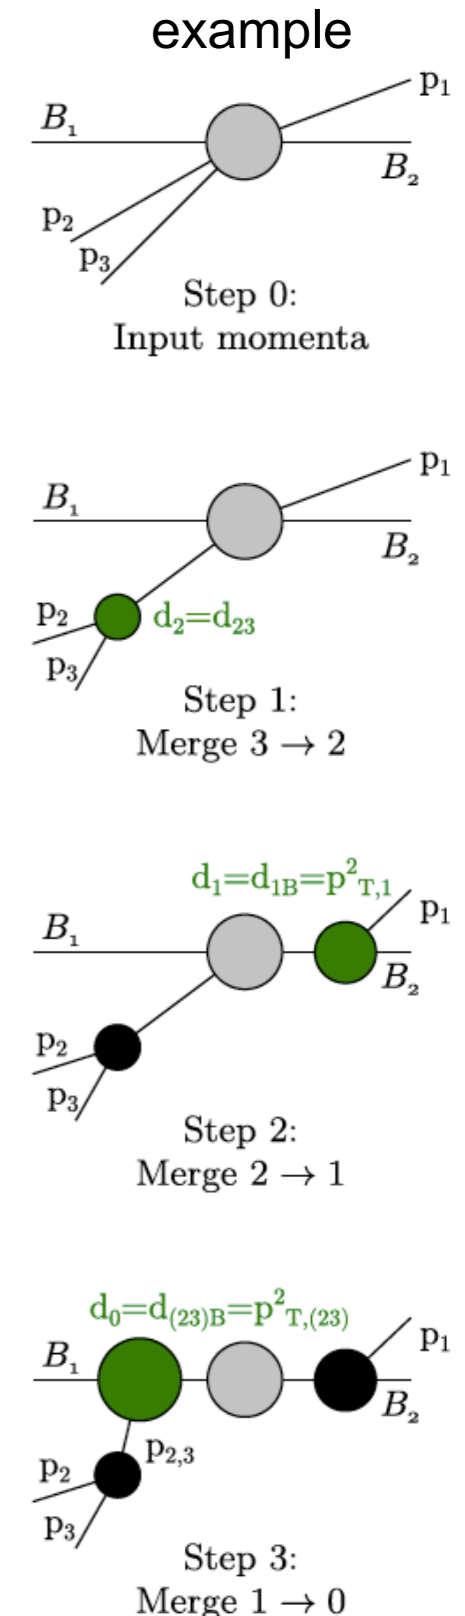 example
p₁
B₁
B₂
p₂
p₃
Step 0:
Input momenta
p₁
B₁
B₂
p₂
d₂=d₂₃
p₃
Step 1:
Merge 3 → 2
d₁=d₁B=p²T,₁
p₁
B₁
B₂
p₂
p₃
Step 2:
Merge 2 → 1
d₀=d₍₂₃₎B=p²T,₍₂₃₎
p₁
B₁
B₂
p₂,₃
p₂
p₃
Step 3:
Merge 1 → 0